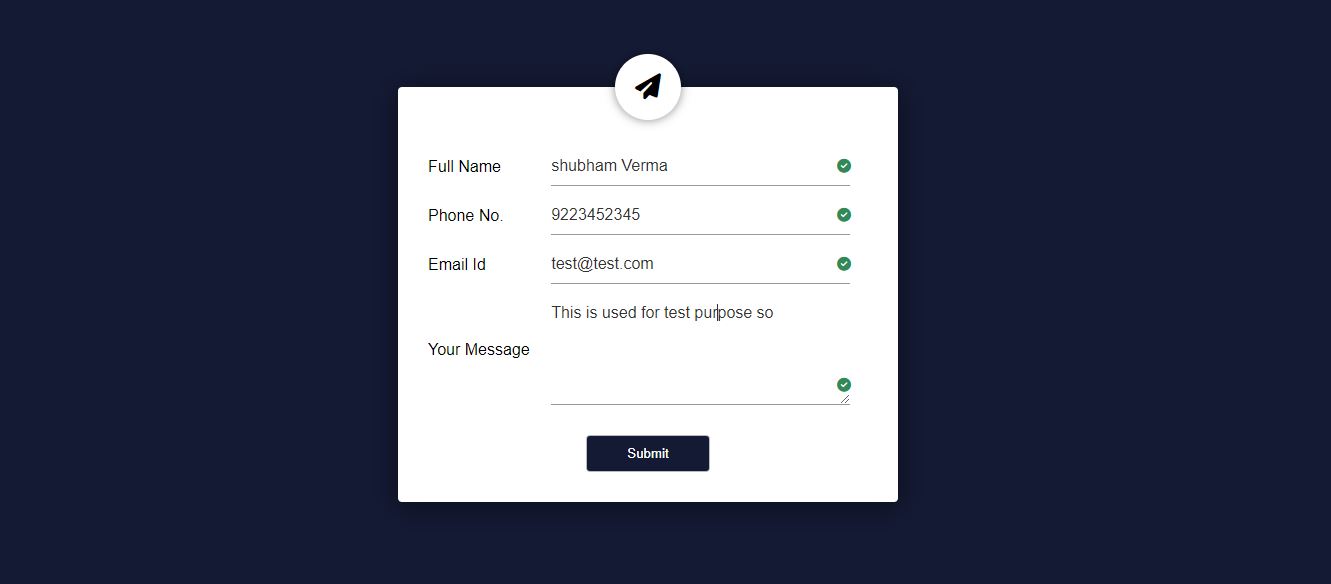 Full Name shubham Verma
Phone No. 9223452345
Email Id test@test.com
This is used for test purpose so
Your Message
Submit